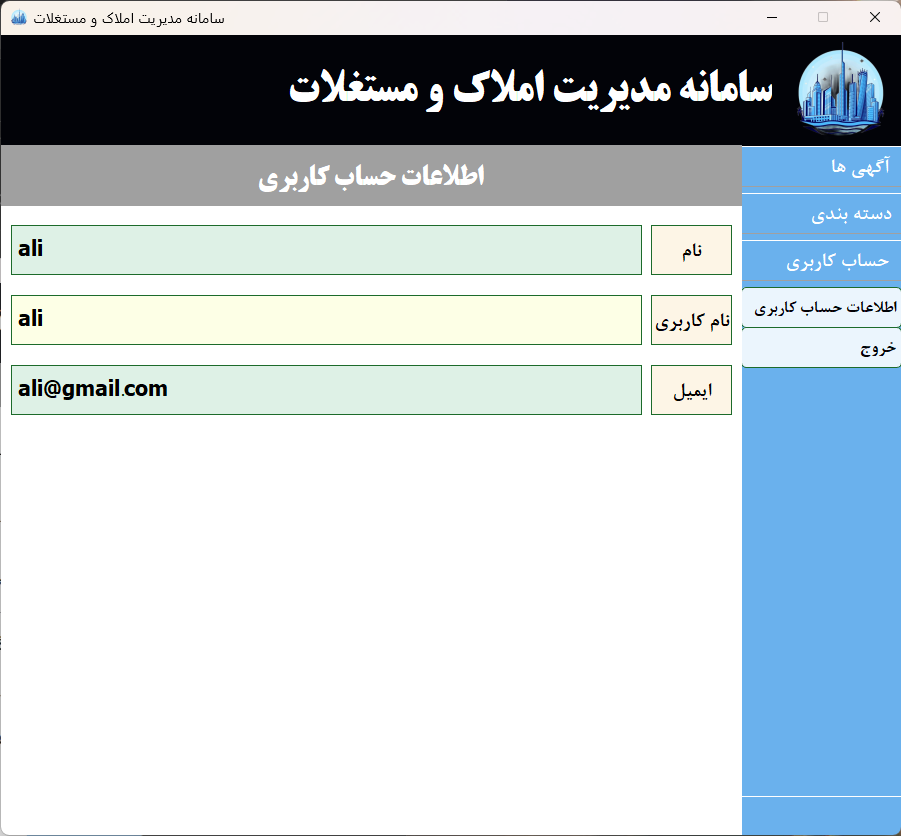 سامانه مدیریت املاک و مستغلات
سامانه مدیریت املاک و مستغلات
آگهی ها
دسته بندی
حساب کاربری
اطلاعات حساب کاربری
خروج
اطلاعات حساب کاربری
نام
ali
نام کاربری
ali
ایمیل
ali@gmail.com